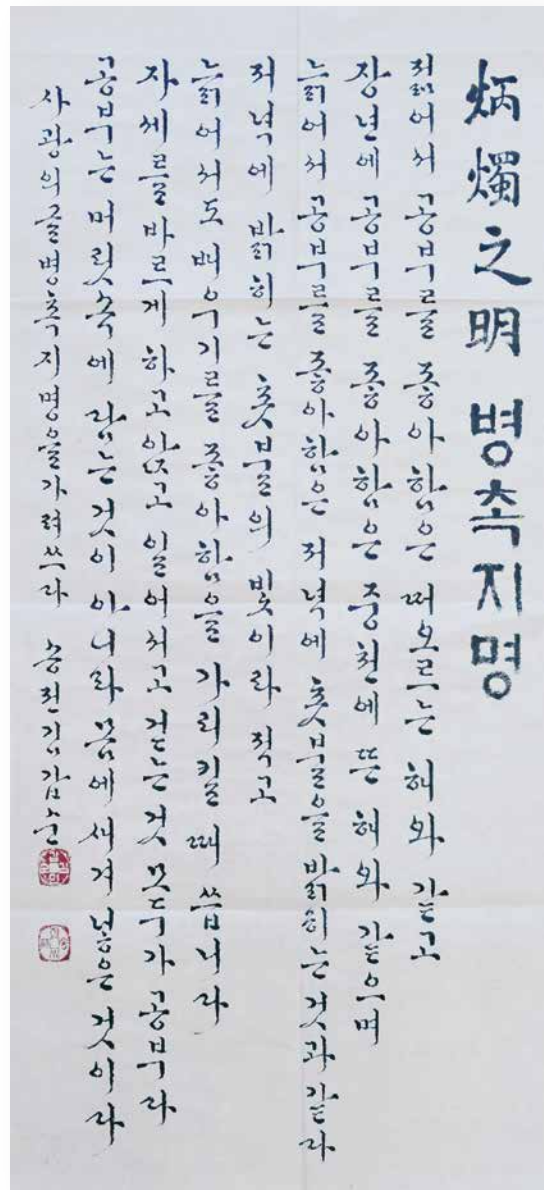 炳燭之明 병촉지명
젊어서 공부를 좋아함은 떠오르는 해와 같고
장년에 공부를 좋아함은 중천에 뜬 해와 같으며
늙어서 공부를 좋아함은 저녁에 촛불을 밝히는것과 같다
저녁에 밝히는 촛불의 빛이라 적고
늙어서도 배우기를 좋아함을 가리킬 때 씁니다
자세를 바르게 하고 앉고 일어서고 걷는 것 모두가 공부라
공부는 머릿속에 담는 것이 아니라 몸에 새겨 넣은 것이라
사광의글 병촉지명을 가려쓰다 송전 김갑순